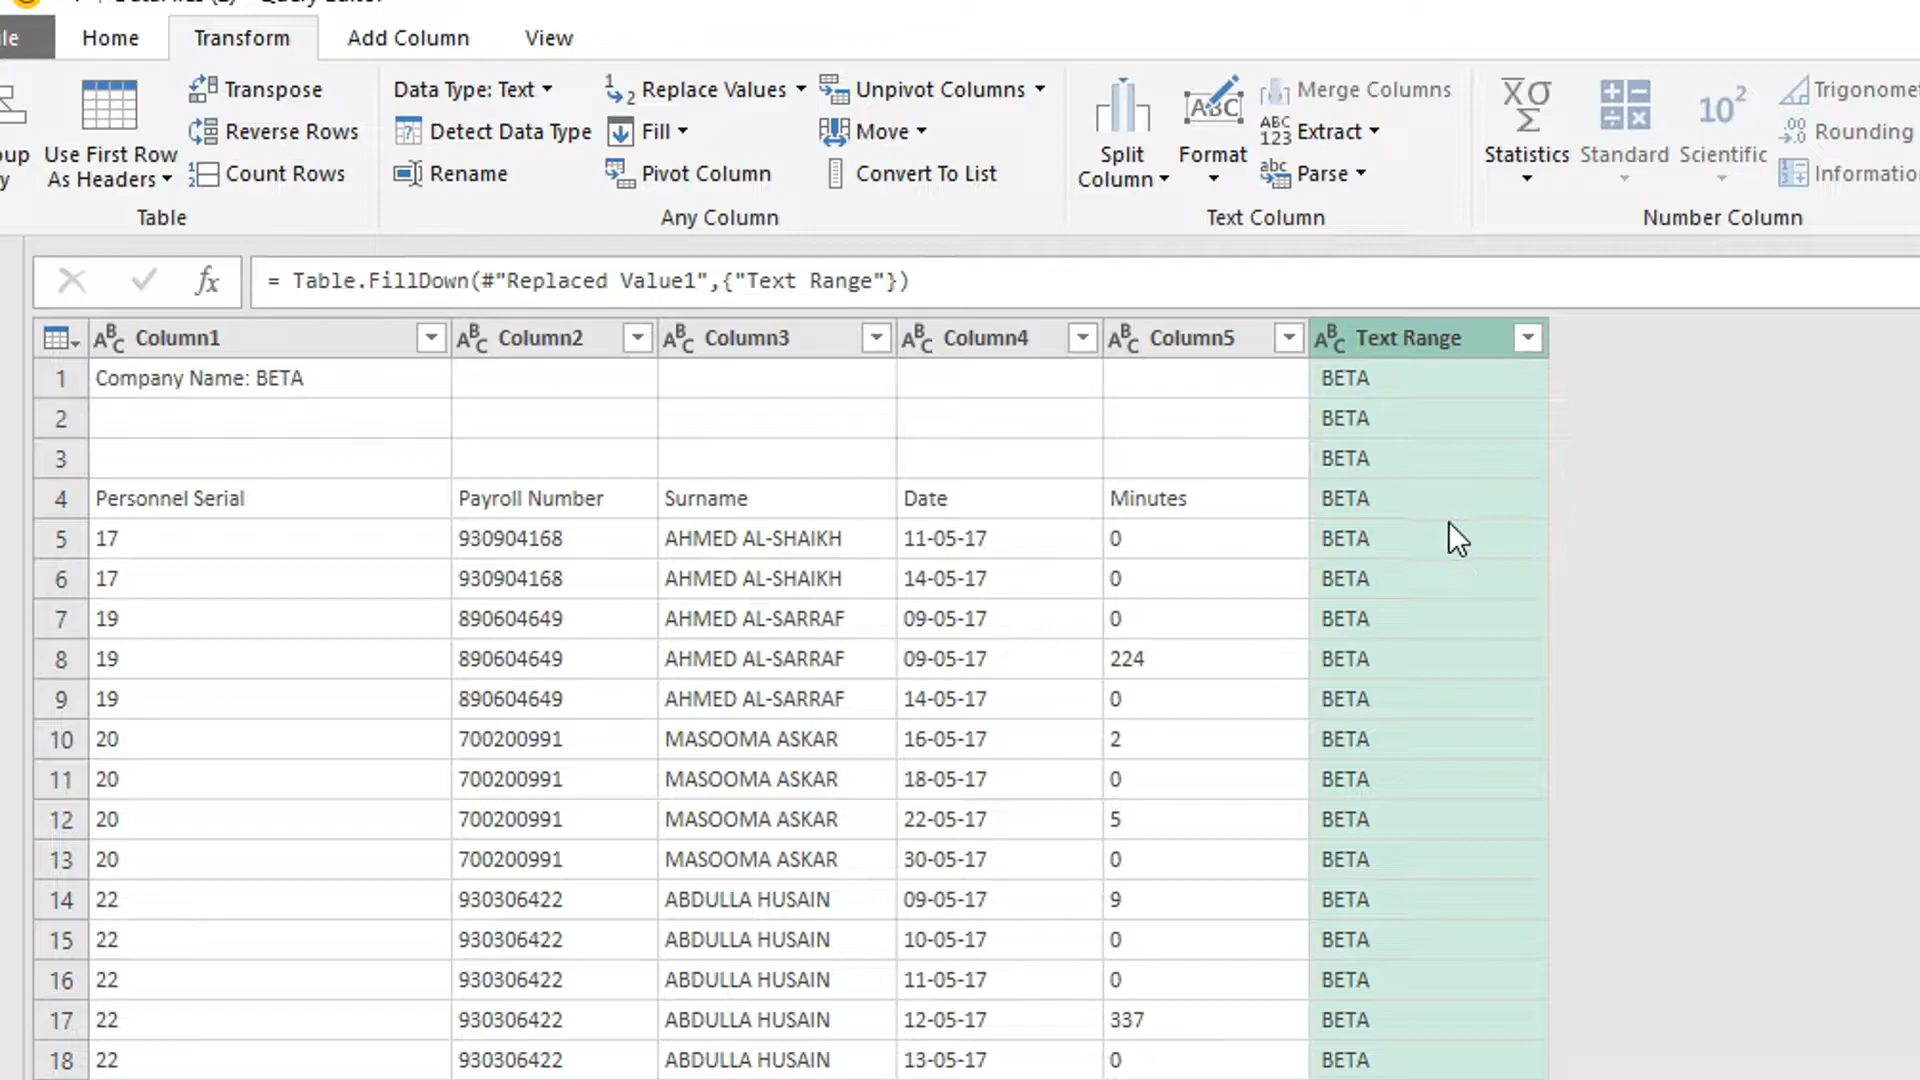 Home Transform Add Column View
Transpose Data Type: Text Replace Values Unpivot Columns Merge Columns
Reverse Rows Detect Data Type Fill Move Extract Rounding
Use First Row Split Format Statistics Standard Scientific
As Headers Count Rows Rename Pivot Column Convert To List Column Parse
Table Any Column Text Column Number Column
fx = Table.FillDown(#"Replaced Value1",{"Text Range"})
Column1 Column2 Column3 Column4 Column5 Text Range
1 Company Name: BETA BETA
2 BETA
3 BETA
4 Personnel Serial Payroll Number Surname Date Minutes BETA
5 17 930904168 AHMED AL-SHAIKH 11-05-17 0 BETA
6 17 930904168 AHMED AL-SHAIKH 14-05-17 0 BETA
7 19 890604649 AHMED AL-SARRAF 09-05-17 0 BETA
8 19 890604649 AHMED AL-SARRAF 09-05-17 224 BETA
9 19 890604649 AHMED AL-SARRAF 14-05-17 0 BETA
10 20 700200991 MASOOMA ASKAR 16-05-17 2 BETA
11 20 700200991 MASOOMA ASKAR 18-05-17 0 BETA
12 20 700200991 MASOOMA ASKAR 22-05-17 5 BETA
13 20 700200991 MASOOMA ASKAR 30-05-17 0 BETA
14 22 930306422 ABDULLA HUSAIN 09-05-17 9 BETA
15 22 930306422 ABDULLA HUSAIN 10-05-17 0 BETA
16 22 930306422 ABDULLA HUSAIN 11-05-17 0 BETA
17 22 930306422 ABDULLA HUSAIN 12-05-17 337 BETA
18 22 930306422 ABDULLA HUSAIN 13-05-17 0 BETA